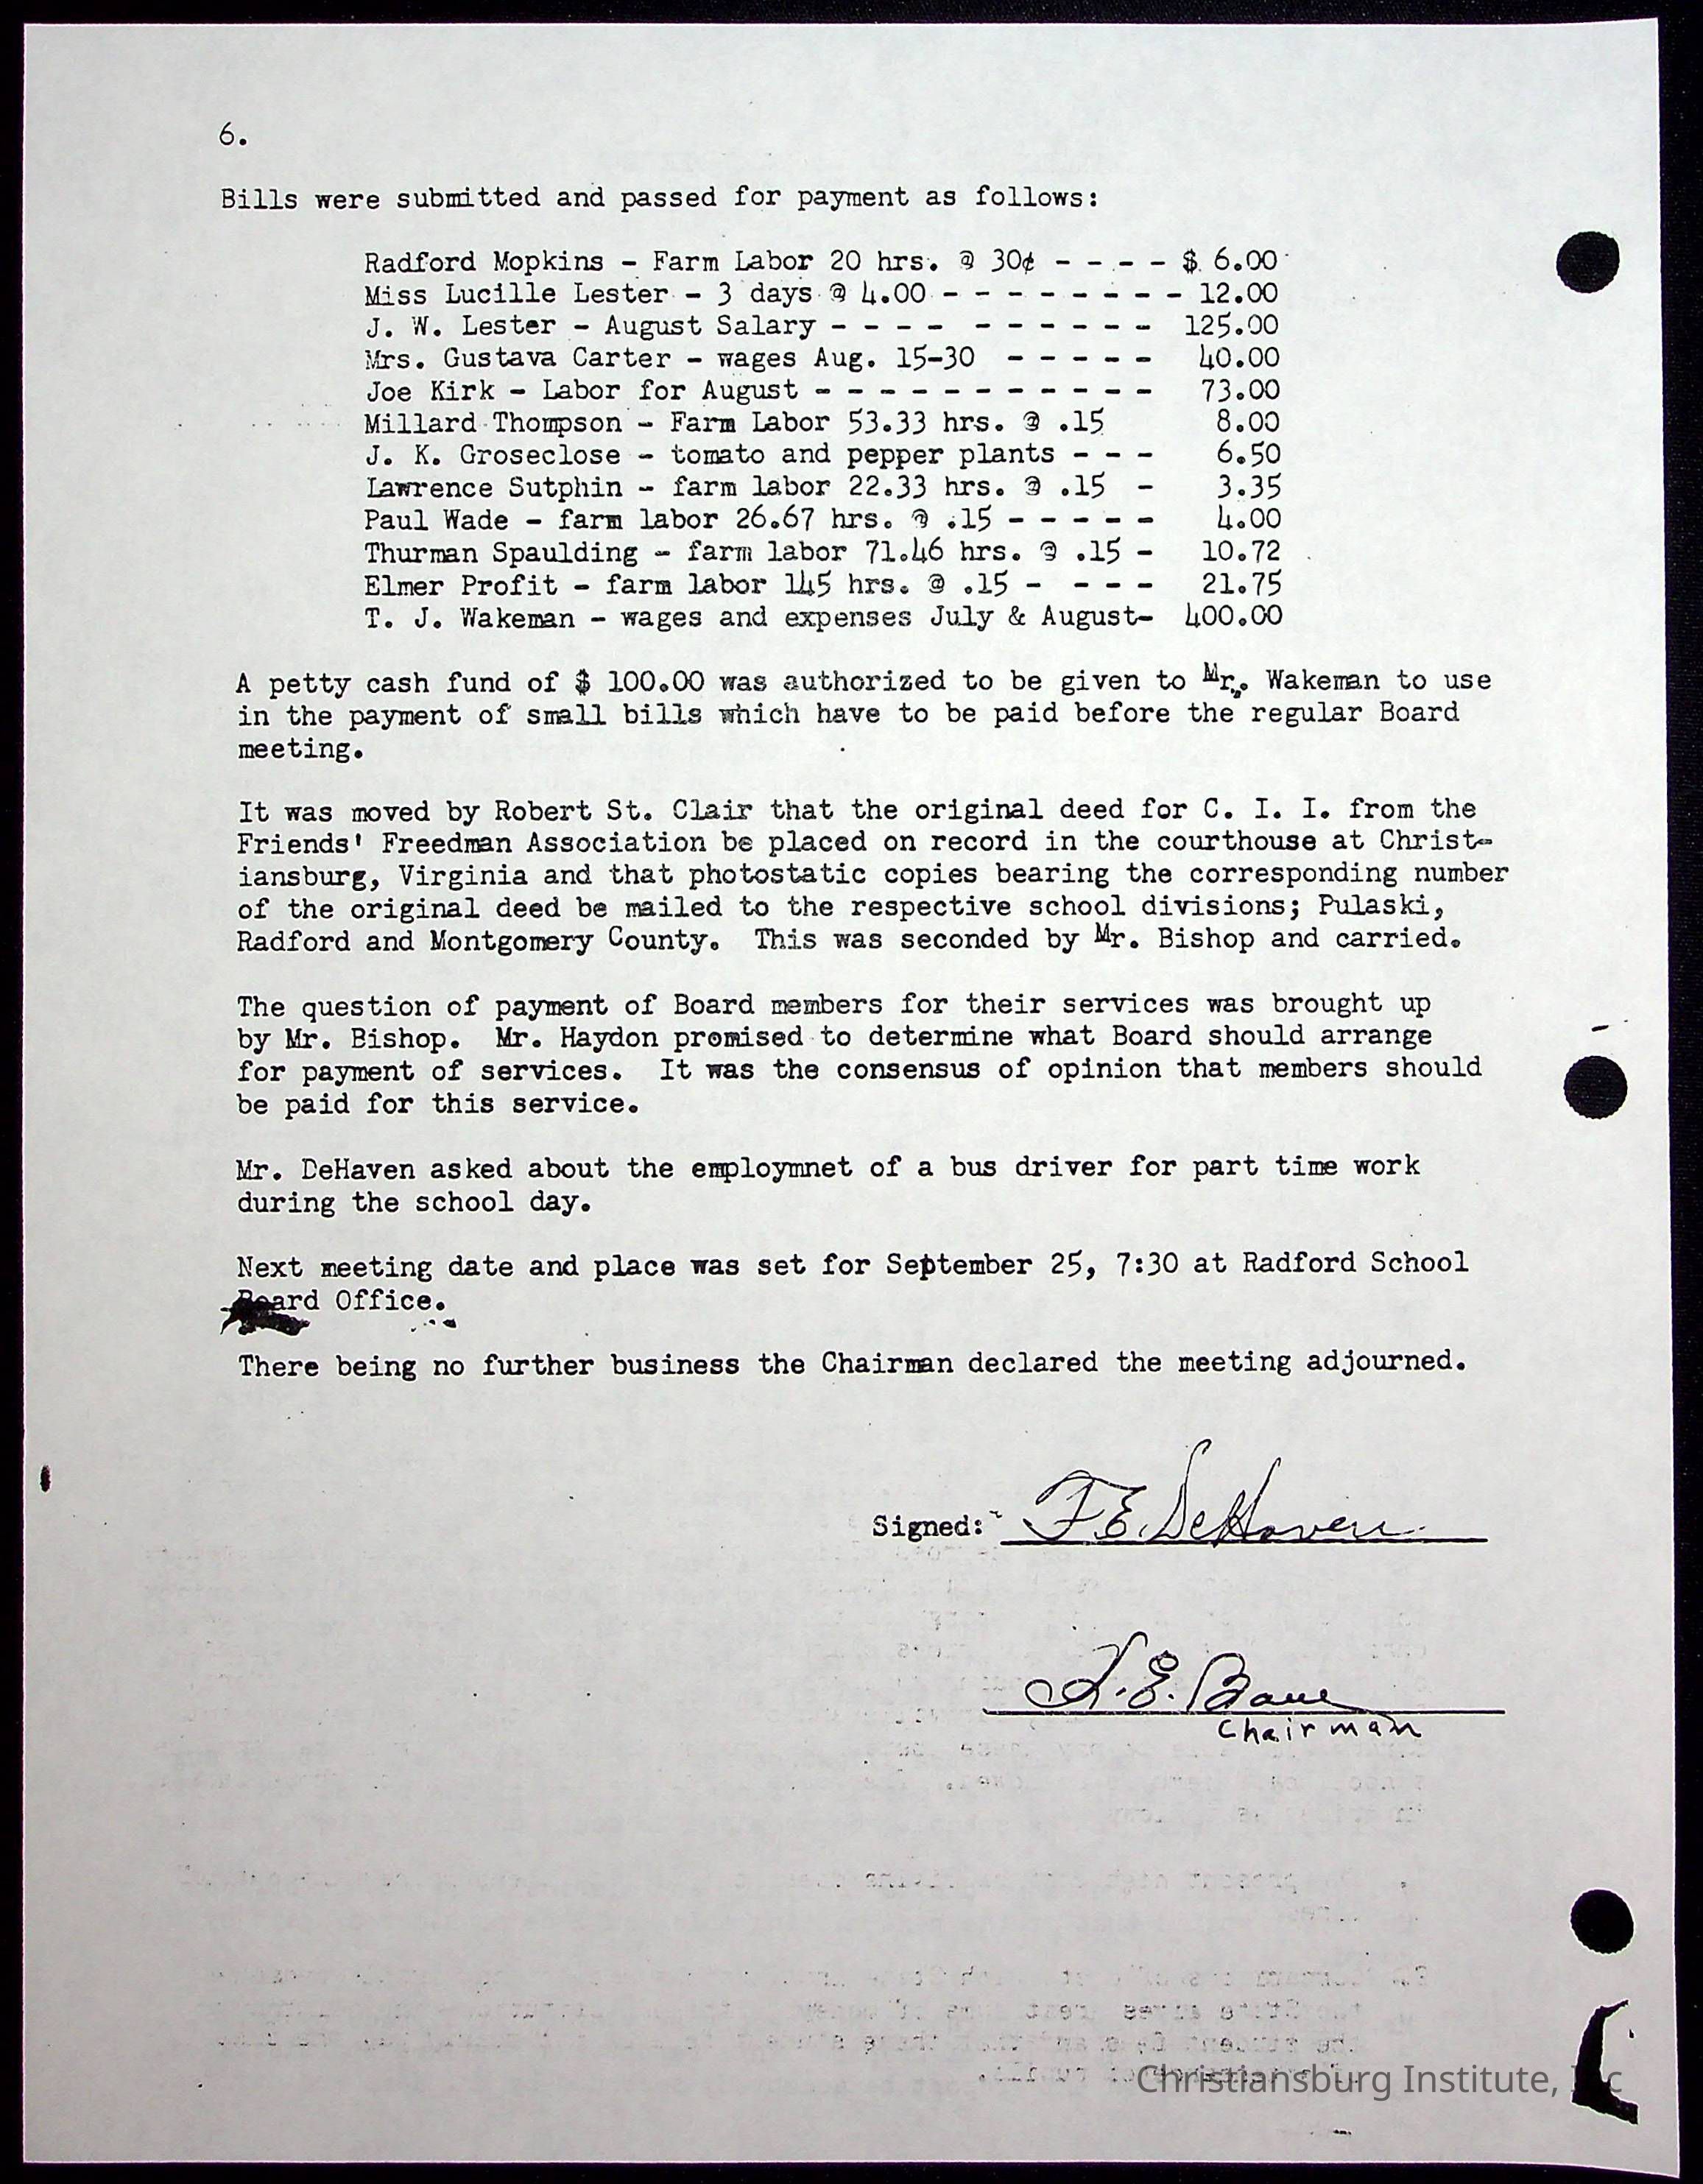 6.
Bills were submitted and passed for payment as follows:
Radford Mopkins - Farm Labor 20 hrs. @ 30¢ - - - - $ 6.00
Miss Lucille Lester - 3 days @ 4.00 - - - - - - - - 12.00
J. W. Lester - August Salary - - - - - - - - - - 125.00
Mrs. Gustava Carter - wages Aug. 15-30 - - - - - 40.00
Joe Kirk - Labor for August - - - - - - - - - - - 73.00
Millard Thompson - Farm Labor 53.33 hrs. @ .15 8.00
J. K. Groseclose - tomato and pepper plants - - - 6.50
Lawrence Sutphin - farm labor 22.33 hrs. @ .15 - 3.35
Paul Wade - farm labor 26.67 hrs. @ .15 - - - - - 4.00
Thurman Spaulding - farm labor 71.46 hrs. @ .15 - 10.72
Elmer Profit - farm labor 145 hrs. @ .15 - - - - 21.75
T. J. Wakeman - wages and expenses July & August- 400.00
A petty cash fund of $ 100.00 was authorized to be given to Mr. Wakeman to use
in the payment of small bills which have to be paid before the regular Board
meeting.
It was moved by Robert St. Clair that the original deed for C. I. I. from the
Friends' Freedman Association be placed on record in the courthouse at Christ-
iansburg, Virginia and that photostatic copies bearing the corresponding number
of the original deed be mailed to the respective school divisions; Pulaski,
Radford and Montgomery County. This was seconded by Mr. Bishop and carried.
The question of payment of Board members for their services was brought up
by Mr. Bishop. Mr. Haydon promised to determine what Board should arrange
for payment of services. It was the consensus of opinion that members should
be paid for this service.
Mr. DeHaven asked about the employmnet of a bus driver for part time work
during the school day.
Next meeting date and place was set for September 25, 7:30 at Radford School
Board Office.
There being no further business the Chairman declared the meeting adjourned.
Signed: F.E. DeHaven
Chairman
Christiansburg Institute, Inc